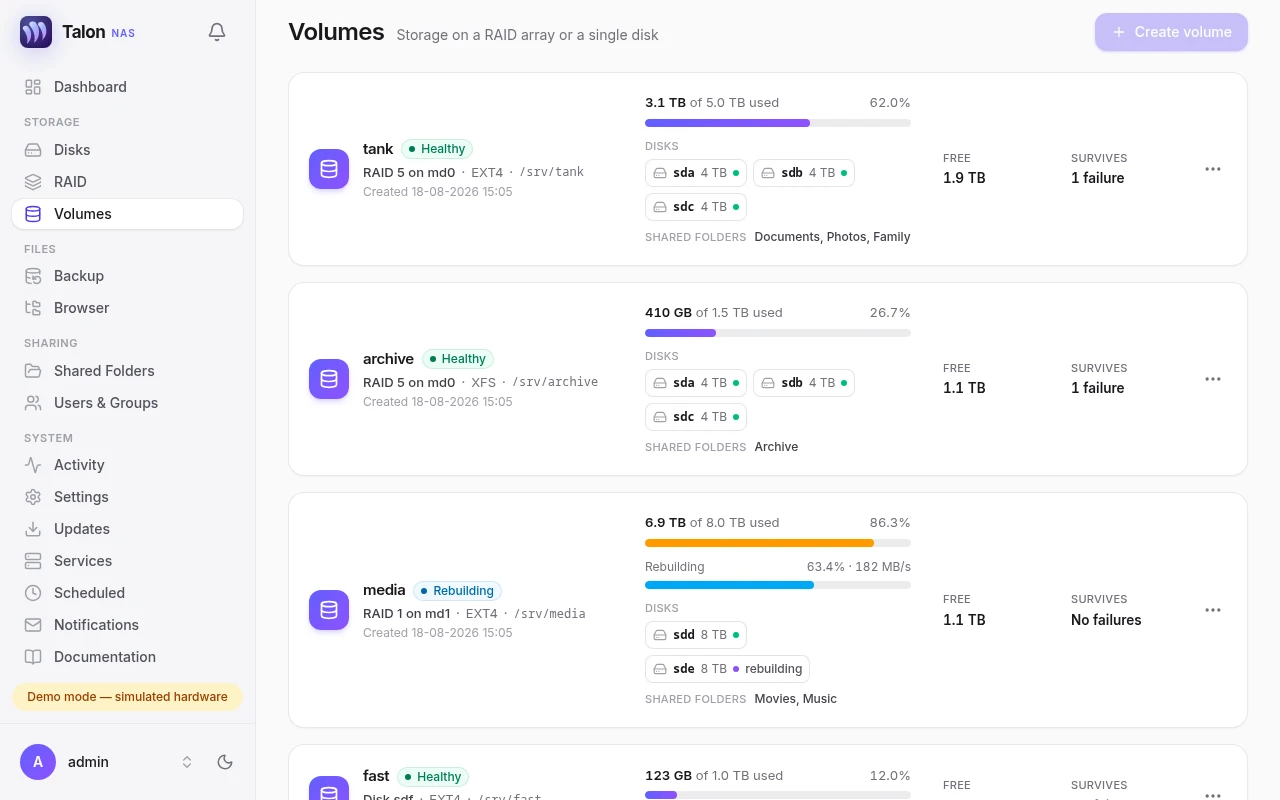 Talon NAS
Dashboard
STORAGE
Disks
RAID
Volumes
FILES
Backup
Browser
SHARING
Shared Folders
Users & Groups
SYSTEM
Activity
Settings
Updates
Services
Scheduled
Notifications
Documentation
Demo mode — simulated hardware
A admin
Volumes Storage on a RAID array or a single disk
Create volume
tank Healthy
RAID 5 on md0 · EXT4 · /srv/tank
Created 18-08-2026 15:05
3.1 TB of 5.0 TB used 62.0%
DISKS
sda 4 TB sdb 4 TB
sdc 4 TB
SHARED FOLDERS Documents, Photos, Family
FREE
1.9 TB
SURVIVES
1 failure
archive Healthy
RAID 5 on md0 · XFS · /srv/archive
Created 18-08-2026 15:05
410 GB of 1.5 TB used 26.7%
DISKS
sda 4 TB sdb 4 TB
sdc 4 TB
SHARED FOLDERS Archive
FREE
1.1 TB
SURVIVES
1 failure
media Rebuilding
RAID 1 on md1 · EXT4 · /srv/media
Created 18-08-2026 15:05
6.9 TB of 8.0 TB used 86.3%
Rebuilding 63.4% · 182 MB/s
DISKS
sdd 8 TB
sde 8 TB rebuilding
SHARED FOLDERS Movies, Music
FREE
1.1 TB
SURVIVES
No failures
fast Healthy
Disk sdf · EXT4 · /srv/fast
123 GB of 1.0 TB used 12.0%
FREE
SURVIVES